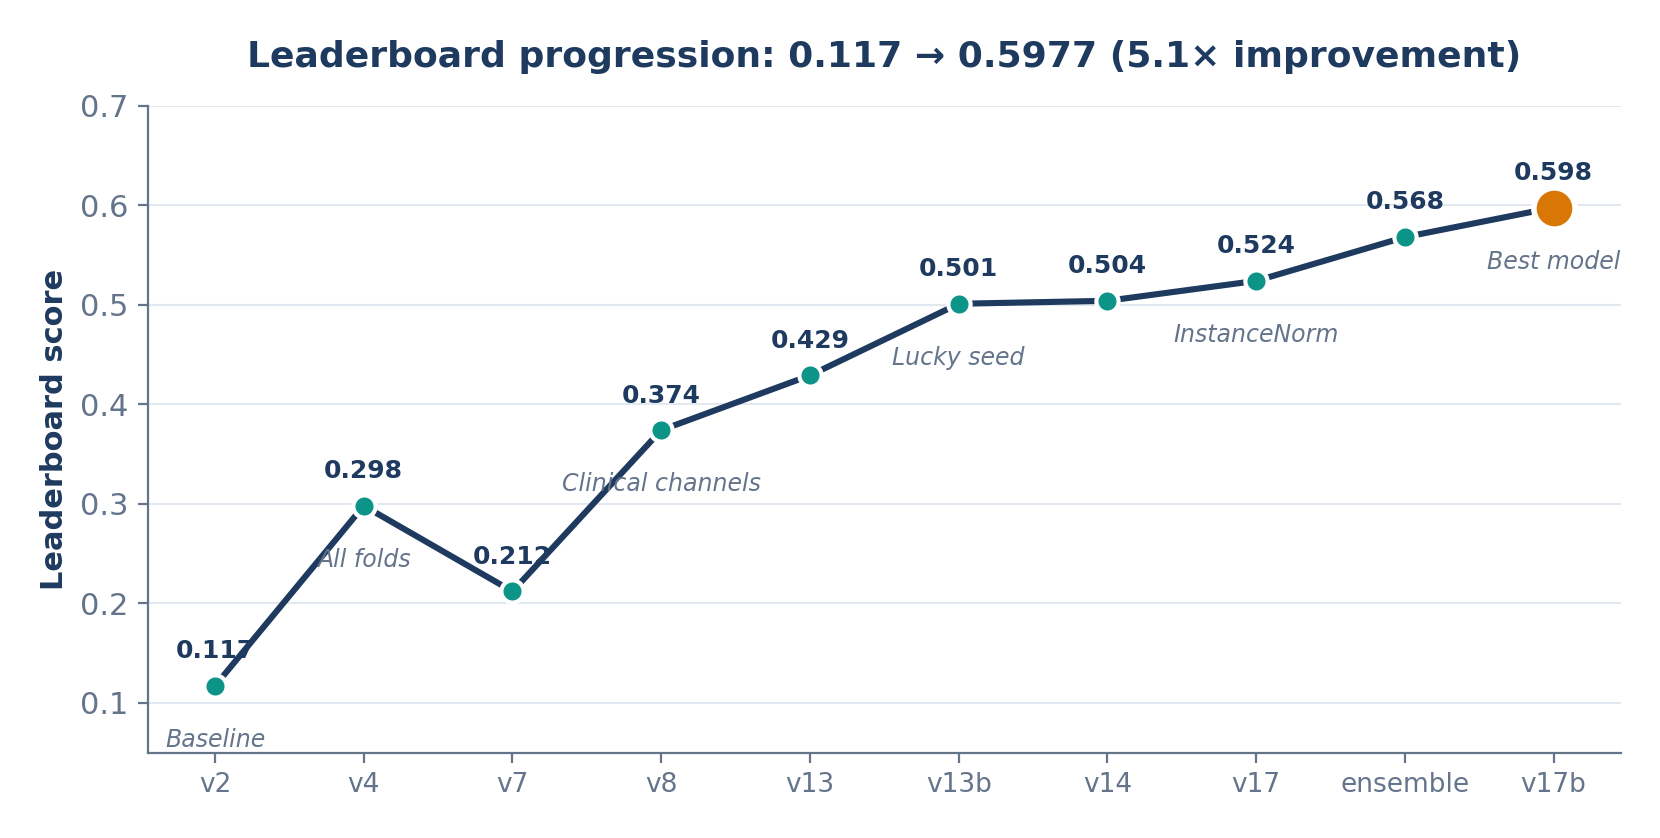 Leaderboard progression: 0.117 → 0.5977 (5.1× improvement)
Leaderboard score
0.7
0.6
0.5
0.4
0.3
0.2
0.1
0.117
Baseline
0.298
All folds
0.212
0.374
Clinical channels
0.429
0.501
Lucky seed
0.504
0.524
InstanceNorm
0.568
0.598
Best model
v2
v4
v7
v8
v13
v13b
v14
v17
ensemble
v17b